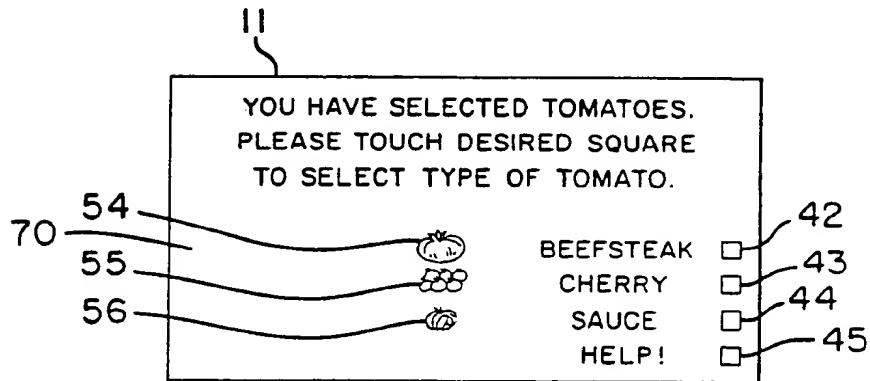 11
YOU HAVE SELECTED TOMATOES.
PLEASE TOUCH DESIRED SQUARE
TO SELECT TYPE OF TOMATO.
54
70
55
56
BEEFSTEAK 42
CHERRY 43
SAUCE 44
HELP! 45